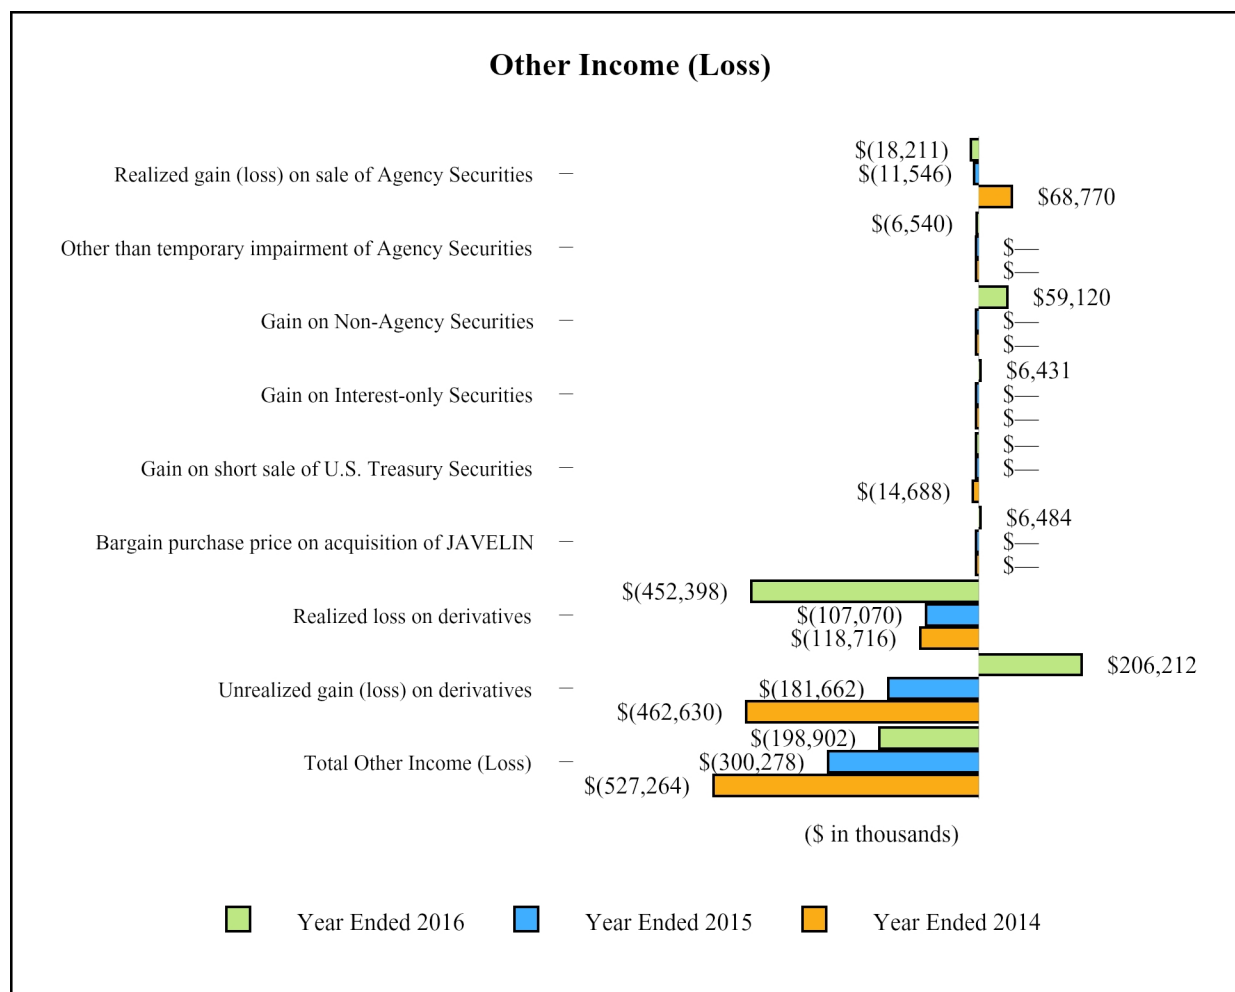 Other Income (Loss)
$(18,211)
Realized gain (loss) on sale of Agency Securities
$(11,546)
$68,770
$(6,540)
Other than temporary impairment of Agency Securities
$—
$—
$59,120
Gain on Non-Agency Securities
$—
$—
$6,431
Gain on Interest-only Securities
$—
$—
$—
Gain on short sale of U.S. Treasury Securities
$—
$(14,688)
$6,484
Bargain purchase price on acquisition of JAVELIN
$—
$—
$(452,398)
Realized loss on derivatives
$(107,070)
$(118,716)
$206,212
Unrealized gain (loss) on derivatives
$(181,662)
$(462,630)
$(198,902)
Total Other Income (Loss)
$(300,278)
$(527,264)
($ in thousands)
Year Ended 2016 Year Ended 2015 Year Ended 2014